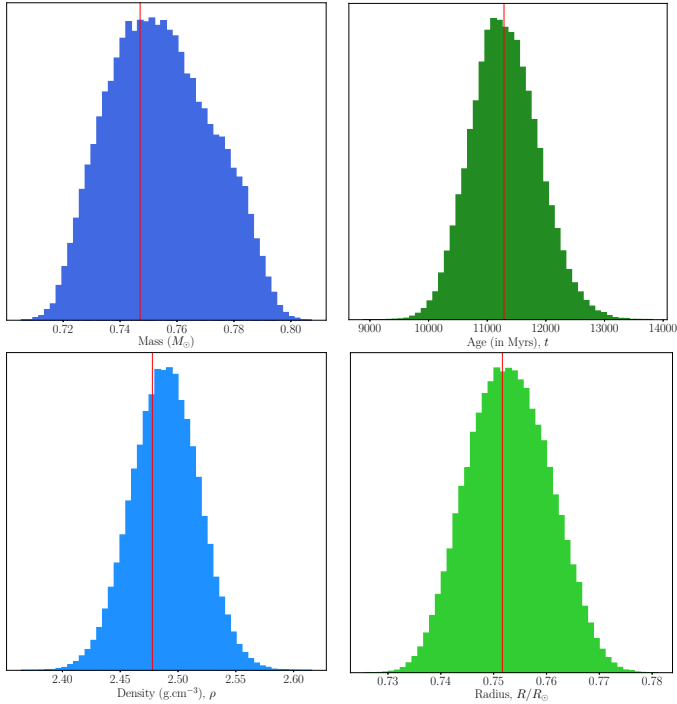 0.72 0.74 0.76 0.78 0.80
Mass (M⊙)
9000 10000 11000 12000 13000 14000
Age (in Myrs), t
2.40 2.45 2.50 2.55 2.60
Density (g.cm⁻³), ρ
0.73 0.74 0.75 0.76 0.77 0.78
Radius, R/R⊙